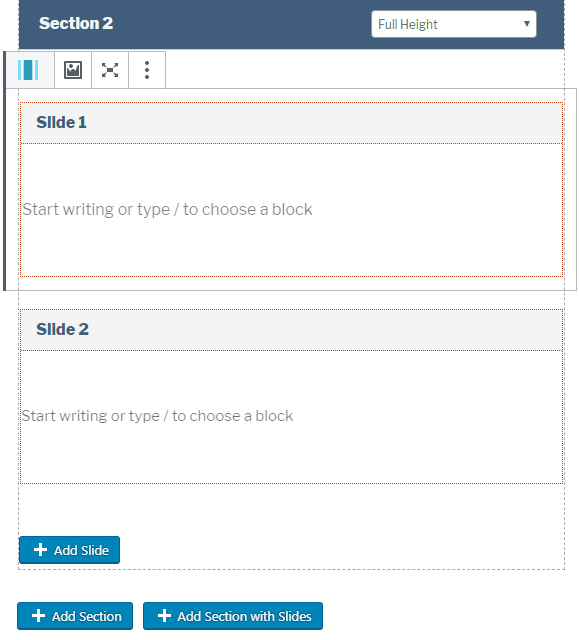 Section 2
Full Height
Slide 1
Start writing or type / to choose a block
Slide 2
Start writing or type / to choose a block
Add Slide
Add Section
Add Section with Slides